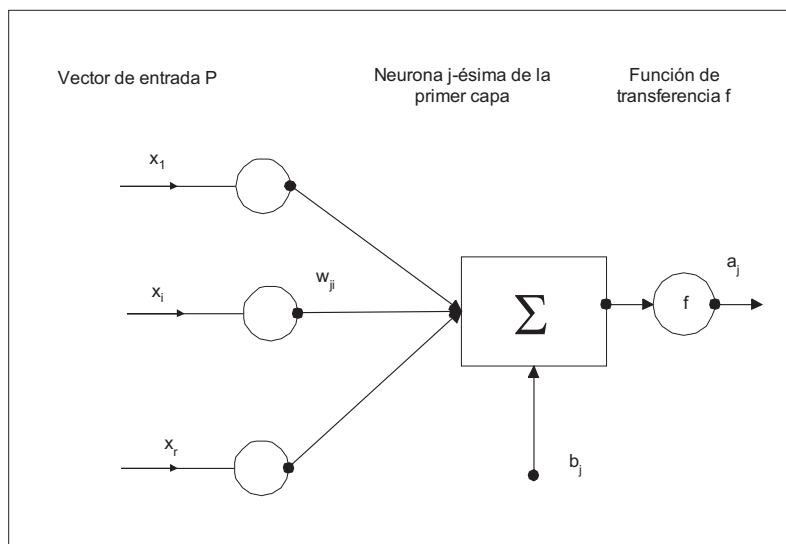 Vector de entrada P
Neurona j-ésima de la
primer capa
Función de
transferencia f
x₁
xᵢ
wⱼᵢ
xᵣ
Σ
f
aⱼ
bⱼ